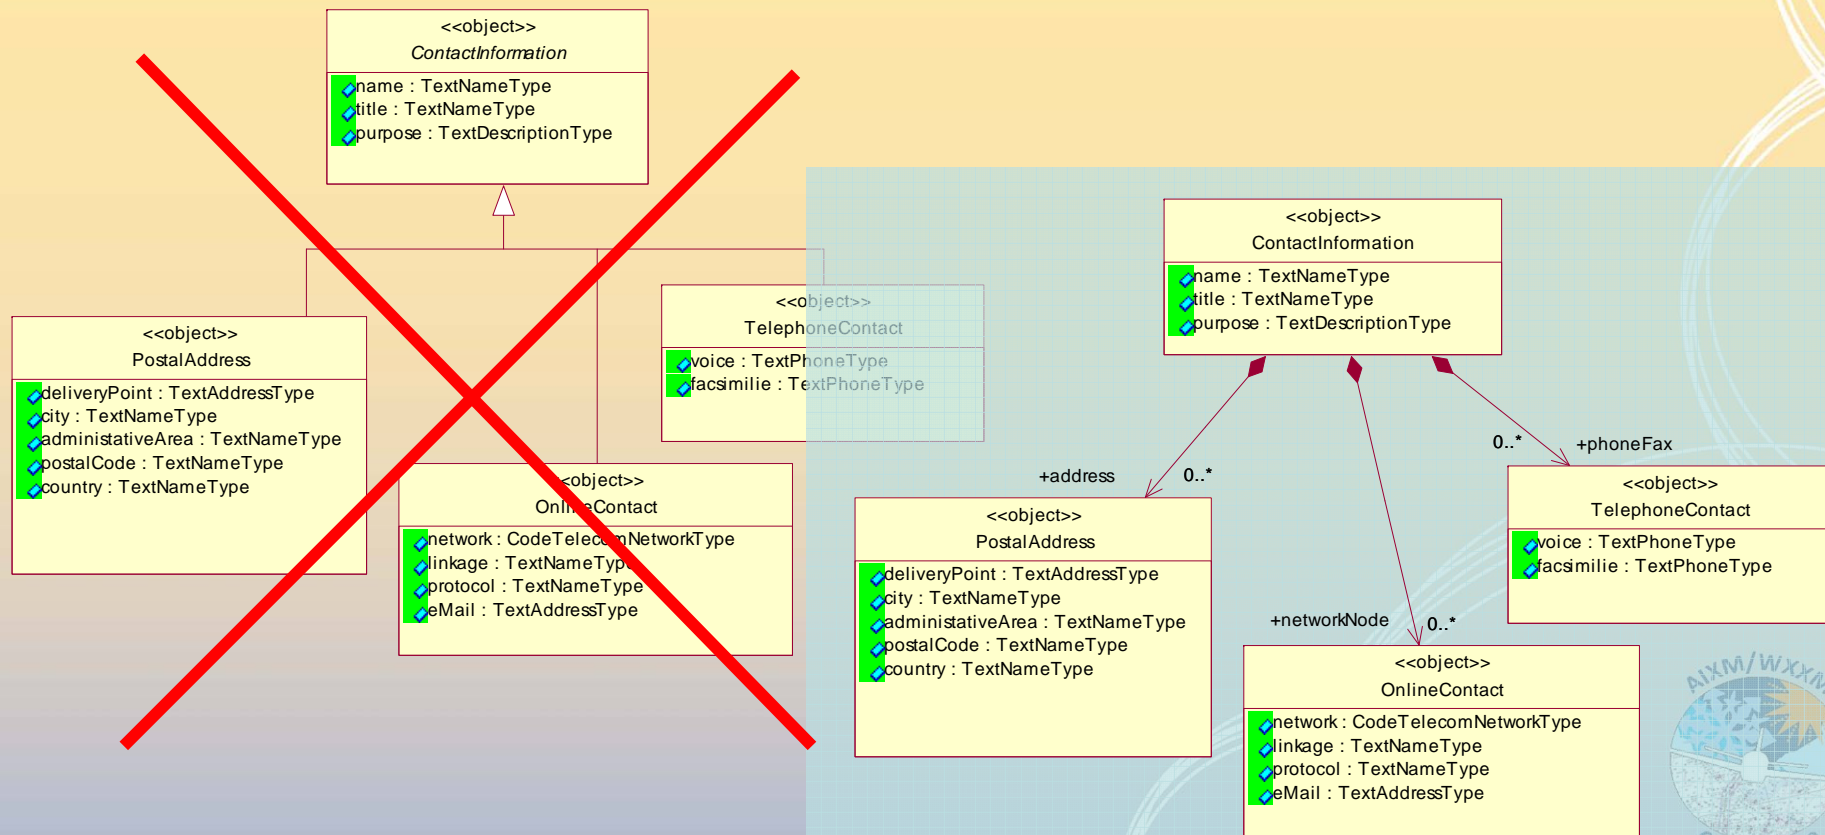 <<object>>
ContactInformation
name : TextNameType
title : TextNameType
purpose : TextDescriptionType
<<object>>
PostalAddress
deliveryPoint : TextAddressType
city : TextNameType
administativeArea : TextNameType
postalCode : TextNameType
country : TextNameType
<<object>>
TelephoneContact
voice : TextPhoneType
facsimilie : TextPhoneType
<<object>>
OnlineContact
network : CodeTelecomNetworkType
linkage : TextNameType
protocol : TextNameType
eMail : TextAddressType
<<object>>
ContactInformation
name : TextNameType
title : TextNameType
purpose : TextDescriptionType
+address
0..*
0..*
+phoneFax
+networkNode
0..*
<<object>>
PostalAddress
deliveryPoint : TextAddressType
city : TextNameType
administativeArea : TextNameType
postalCode : TextNameType
country : TextNameType
<<object>>
TelephoneContact
voice : TextPhoneType
facsimilie : TextPhoneType
<<object>>
OnlineContact
network : CodeTelecomNetworkType
linkage : TextNameType
protocol : TextNameType
eMail : TextAddressType
AIXM/WXXM